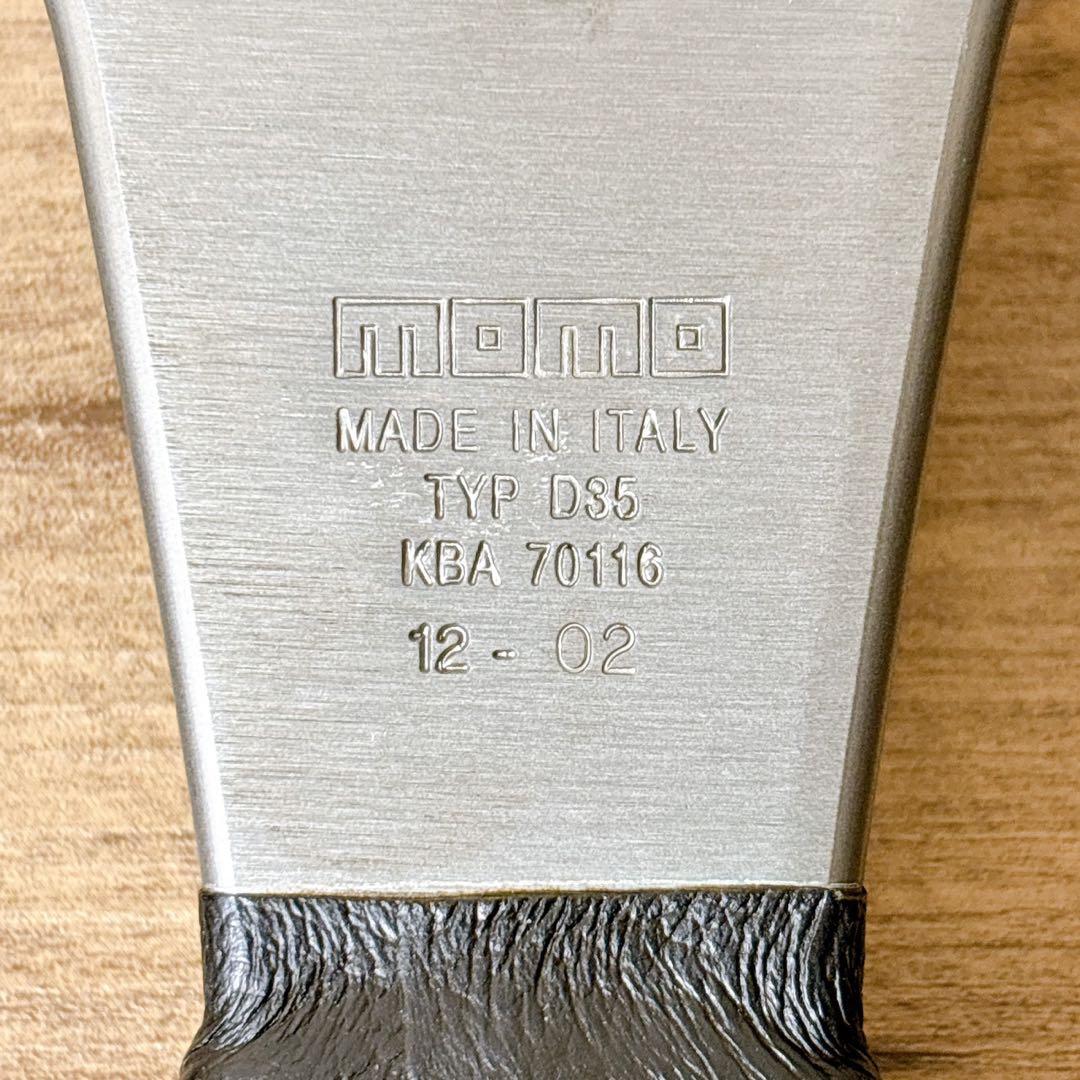 momo
MADE IN ITALY
TYP D35
KBA 70116
12 - 02